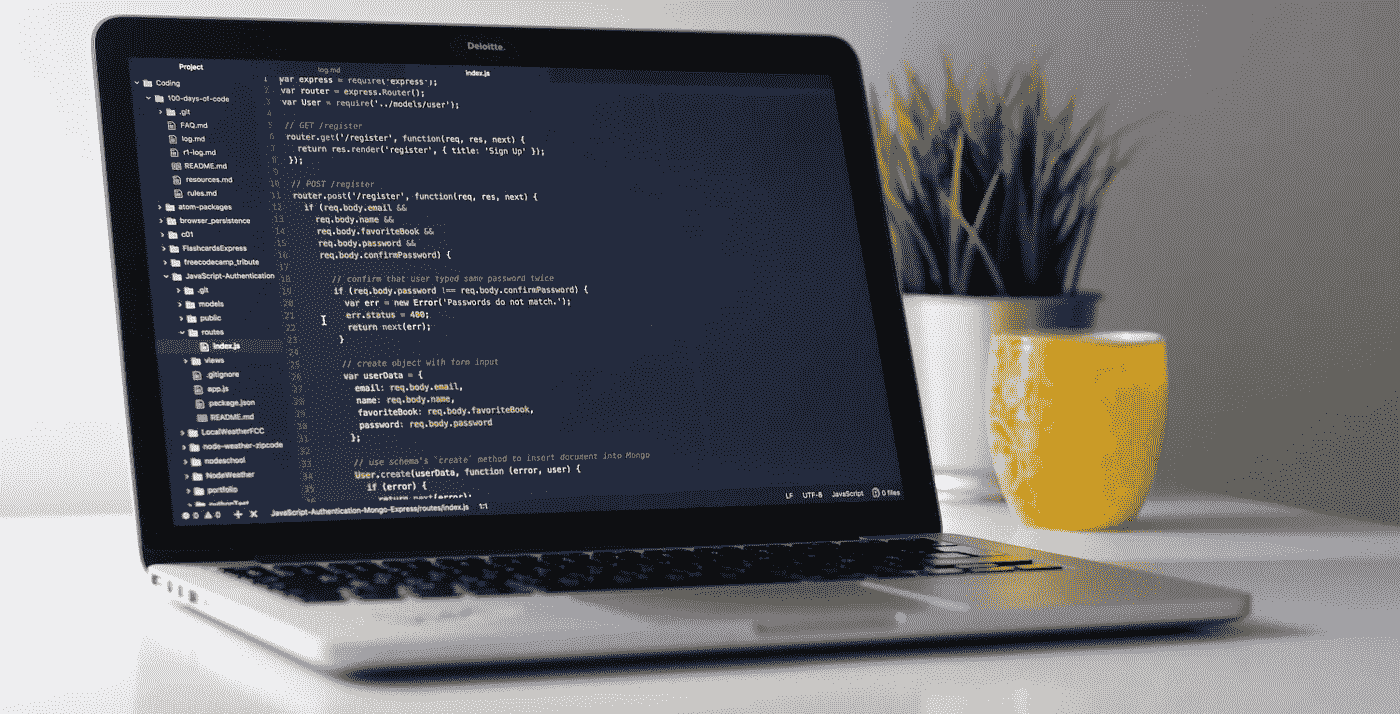 Deloitte.
Project
log.md
index.js
Coding
100-days-of-code
.git
FAQ.md
log.md
r1-log.md
README.md
resources.md
rules.md
atom-packages
browser_persistence
c01
FlashcardsExpress
freecodecamp_tribute
JavaScript-Authentication
.git
models
public
routes
index.js
views
.gitignore
app.js
package.json
README.md
LocalWeatherFCC
node-weather-zipcode
nodeschool
NodeWeather
portfolio
pythonTest
1 var express = require('express');
2 var router = express.Router();
3 var User = require('../models/user');
4
5 // GET /register
6 router.get('/register', function(req, res, next) {
7 return res.render('register', { title: 'Sign Up' });
8 });
9
10 // POST /register
11 router.post('/register', function(req, res, next) {
12 if (req.body.email &&
13 req.body.name &&
14 req.body.favoriteBook &&
15 req.body.password &&
16 req.body.confirmPassword) {
17
18 // confirm that user typed same password twice
19 if (req.body.password !== req.body.confirmPassword) {
20 var err = new Error('Passwords do not match.');
21 err.status = 400;
22 return next(err);
23 }
24
25 // create object with form input
26 var userData = {
27 email: req.body.email,
28 name: req.body.name,
29 favoriteBook: req.body.favoriteBook,
30 password: req.body.password
31 };
32
33 // use schema's `create` method to insert document into Mongo
34 User.create(userData, function (error, user) {
35 if (error) {
return next(error);
0 0 JavaScript-Authentication-Mongo-Express/routes/index.js 1:1 LF UTF-8 JavaScript 0 files